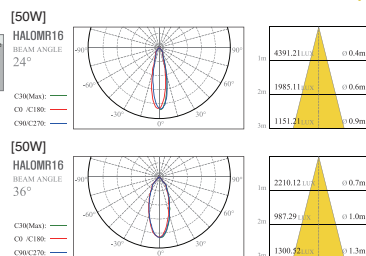 [50W]
HALOMR16
BEAM ANGLE
24°
C30(Max):
C0 /C180:
C90/C270:
-90° 90°
-60° 60°
-30° 30°
0°
1m 4391.21LUX Ø 0.4m
2m 1985.11LUX Ø 0.6m
3m 1151.21LUX Ø 0.9m
[50W]
HALOMR16
BEAM ANGLE
36°
C30(Max):
C0 /C180:
C90/C270:
-90° 90°
-60° 60°
-30° 30°
1m 2210.12LUX Ø 0.7m
2m 987.29LUX Ø 1.0m
1300.52LUX Ø 1.3m